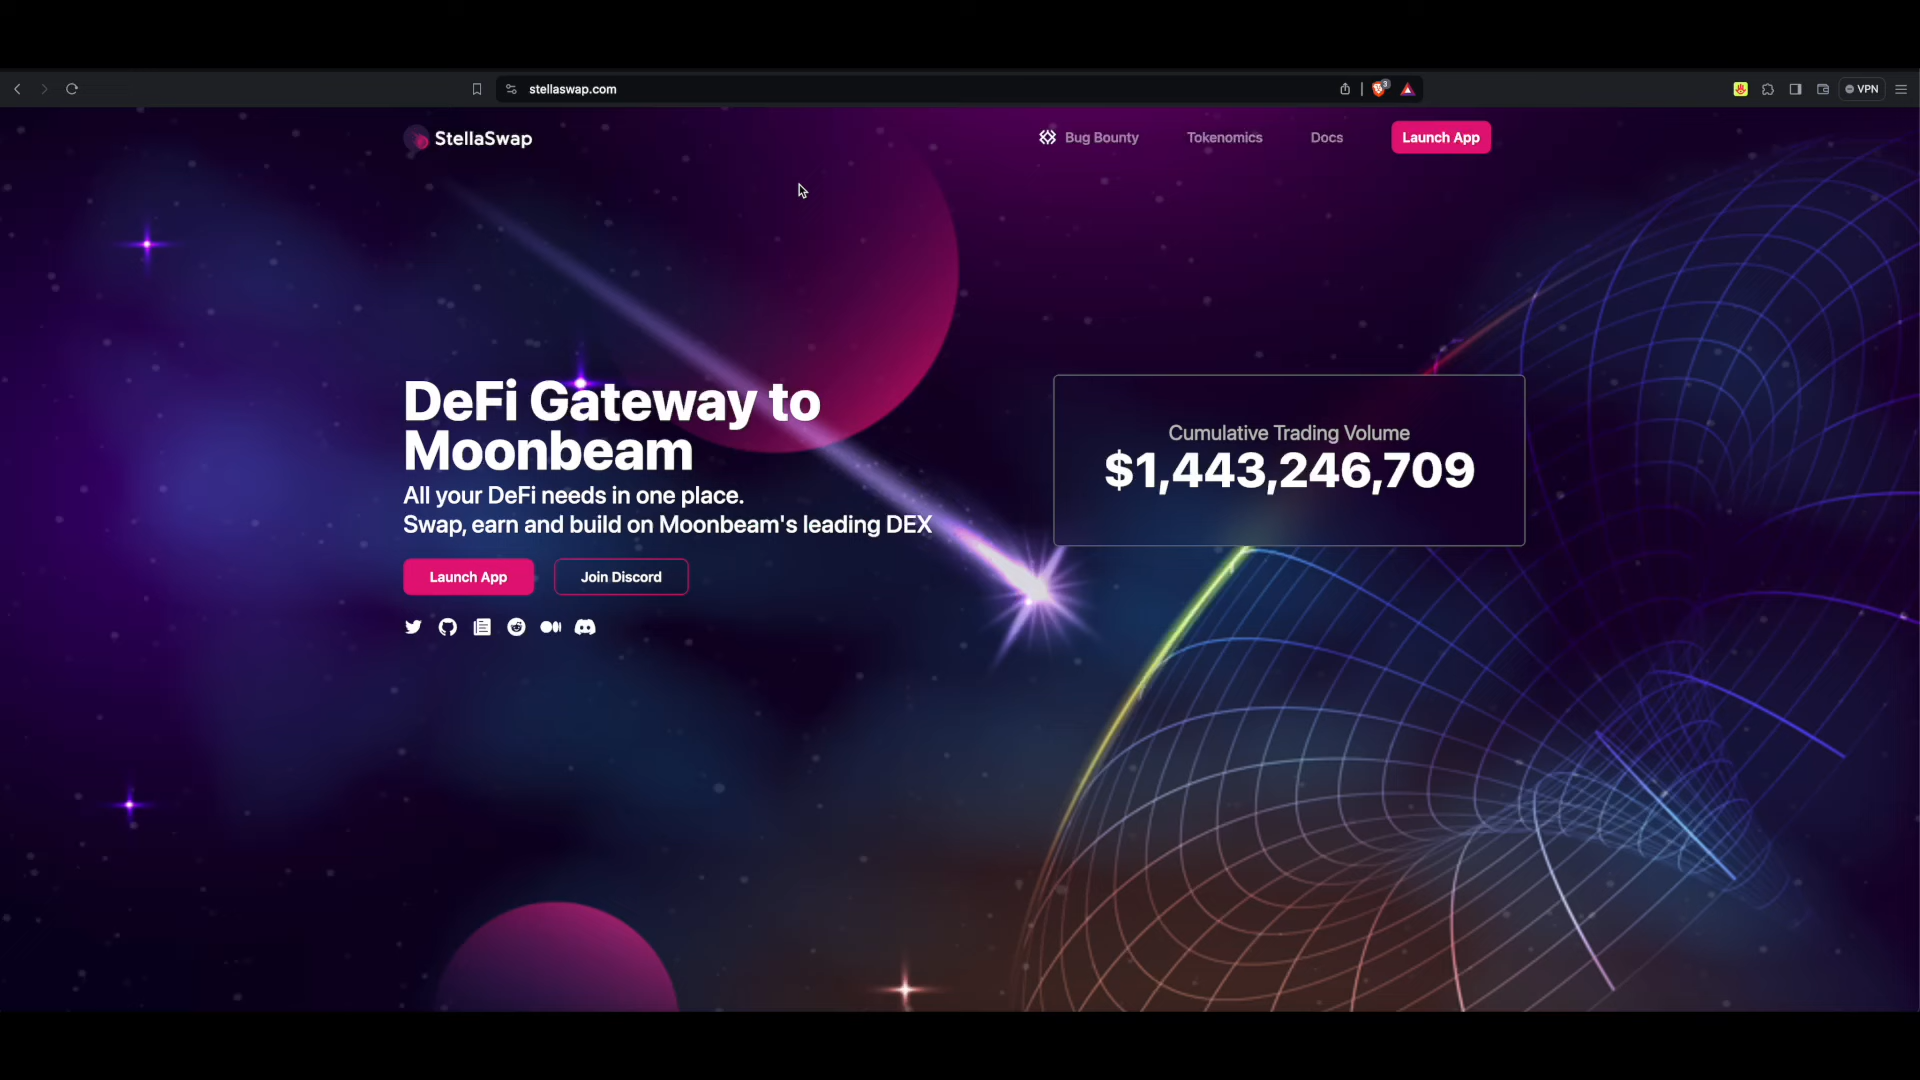 stellaswap.com
3
VPN
StellaSwap
Bug Bounty
Tokenomics
Docs
Launch App
DeFi Gateway to
Moonbeam
All your DeFi needs in one place.
Swap, earn and build on Moonbeam's leading DEX
Launch App
Join Discord
Cumulative Trading Volume
$1,443,246,709